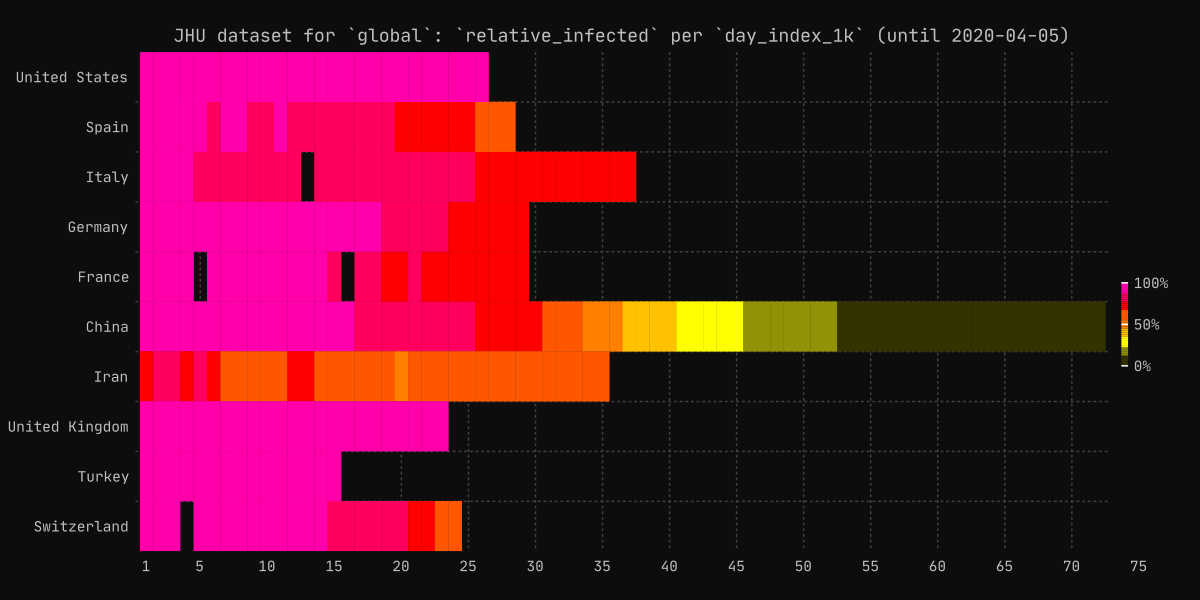 JHU dataset for `global`: `relative_infected` per `day_index_1k` (until 2020-04-05)
United States
Spain
Italy
Germany
France
China
Iran
United Kingdom
Turkey
Switzerland
1 5 10 15 20 25 30 35 40 45 50 55 60 65 70 75
100%
50%
0%